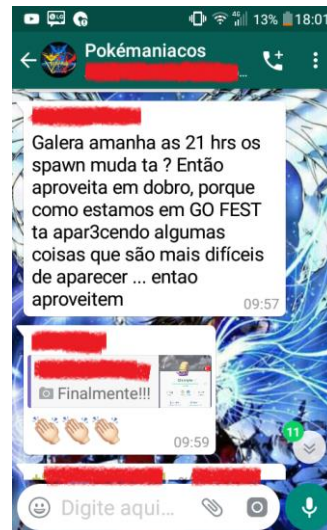 13% 18:07
Pokémaniacos
Galera amanha as 21 hrs os
spawn muda ta ? Então
aproveita em dobro, porque
como estamos em GO FEST
ta apar3cendo algumas
coisas que são mais difíceis
de aparecer ... entao
aproveitem
09:57
Finalmente!!!
09:59
11
Digite aqui...